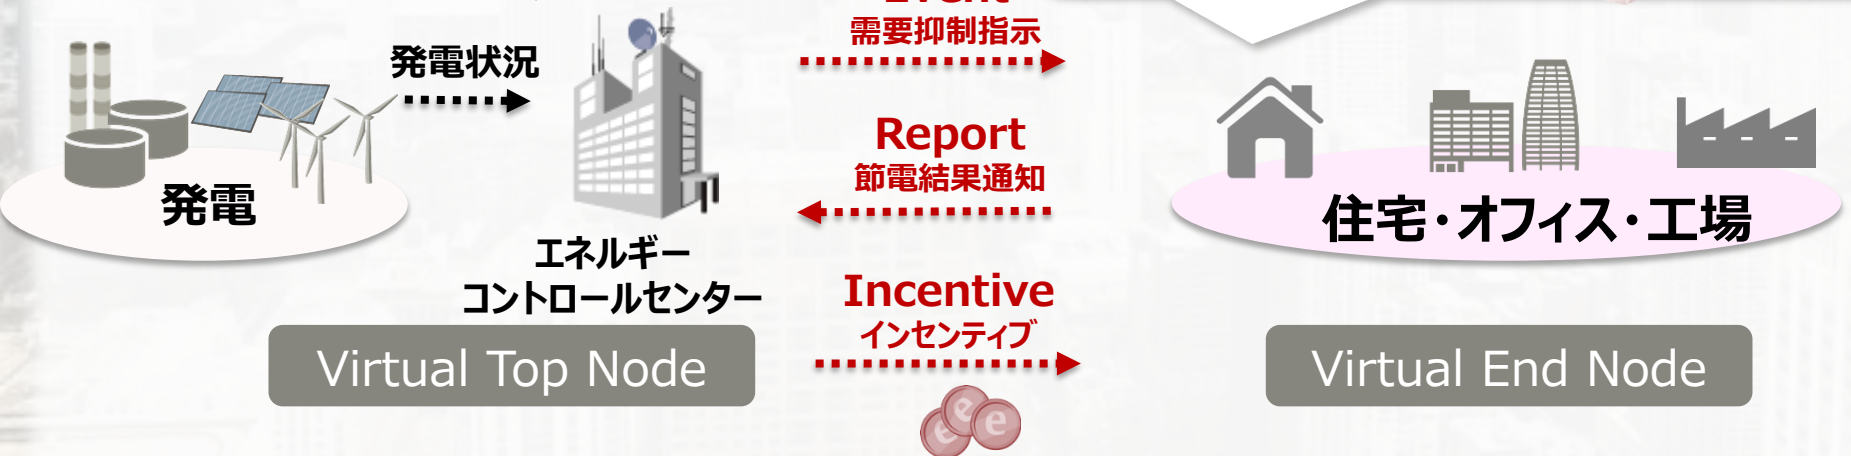 Event
需要抑制指示
発電状況
Report
節電結果通知
発電
住宅・オフィス・工場
エネルギー
コントロールセンター
Incentive
インセンティブ
Virtual Top Node
Virtual End Node
e
e
e